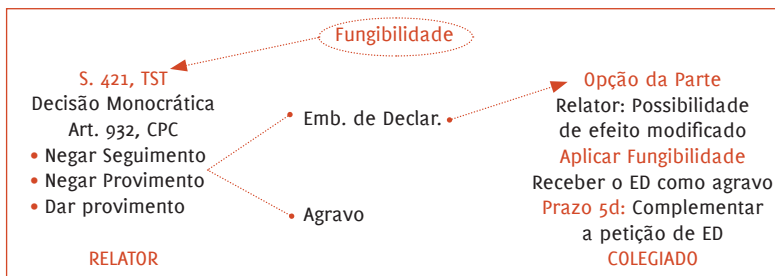 Fungibilidade
S. 421, TST
Decisão Monocrática
Art. 932, CPC
• Negar Seguimento
• Negar Provimento
• Dar provimento
RELATOR
• Emb. de Declar.
• Agravo
Opção da Parte
Relator: Possibilidade
de efeito modificado
Aplicar Fungibilidade
Receber o ED como agravo
Prazo 5d: Complementar
a petição de ED
COLEGIADO